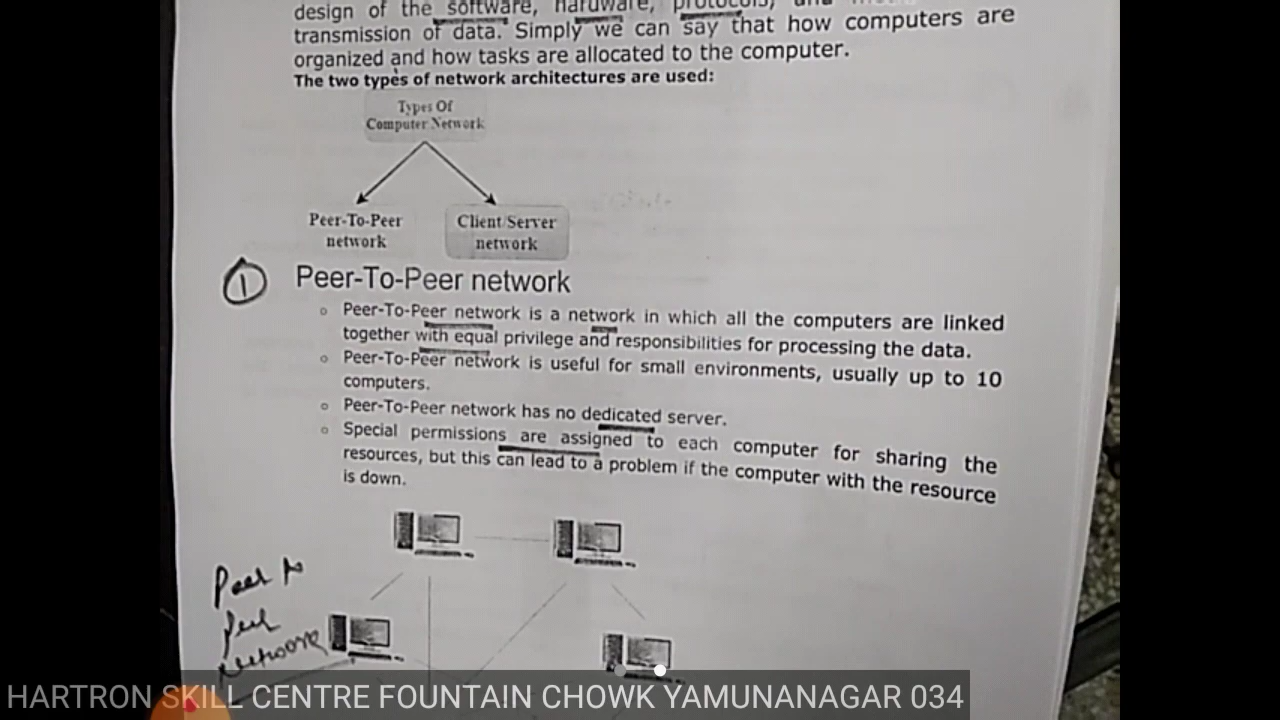 design of the software, hardware, protocols, and
transmission of data. Simply we can say that how computers are
organized and how tasks are allocated to the computer.
The two types of network architectures are used:
Types Of
Computer Network
Peer-To-Peer
network
Client/Server
network
1 Peer-To-Peer network
Peer-To-Peer network is a network in which all the computers are linked
together with equal privilege and responsibilities for processing the data.
Peer-To-Peer network is useful for small environments, usually up to 10
computers.
Peer-To-Peer network has no dedicated server.
Special permissions are assigned to each computer for sharing the
resources, but this can lead to a problem if the computer with the resource
is down.
Peer to
peer
network
HARTRON SKILL CENTRE FOUNTAIN CHOWK YAMUNANAGAR 034